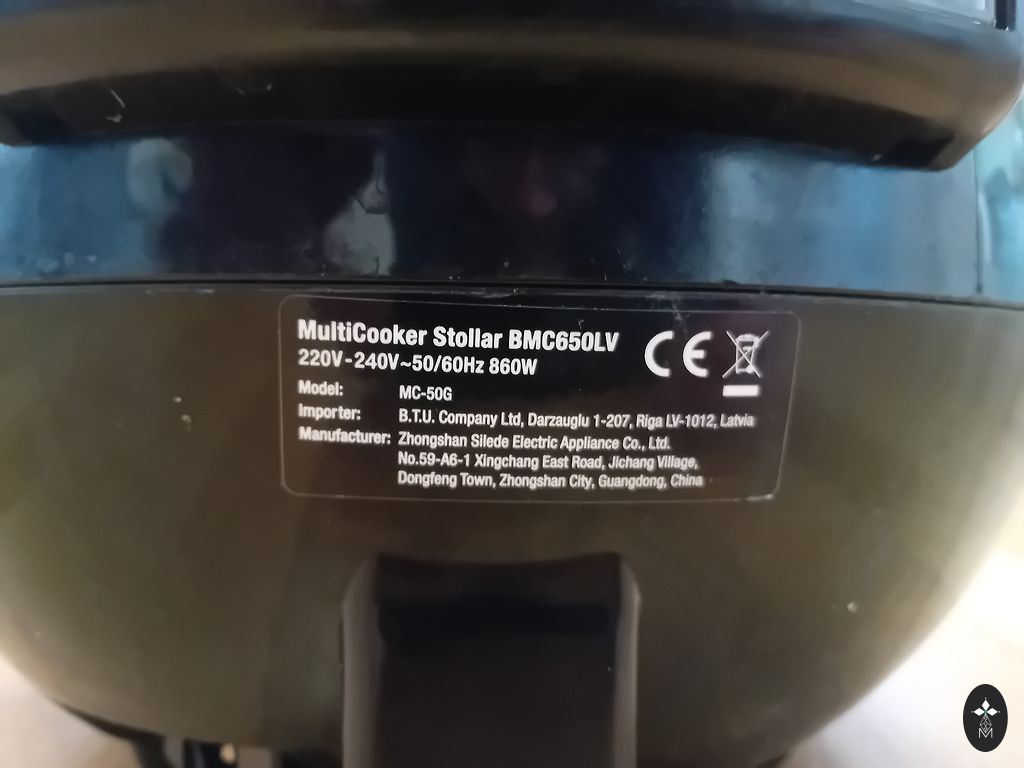 MultiCooker Stollar BMC650LV
220V-240V~50/60Hz 860W
CE
Model: MC-50G
Importer: B.T.U. Company Ltd, Darzauglu 1-207, Riga LV-1012, Latvia
Manufacturer: Zhongshan Silede Electric Appliance Co., Ltd.
No.59-A6-1 Xingchang East Road, Jichang Village,
Dongfeng Town, Zhongshan City, Guangdong, China
M